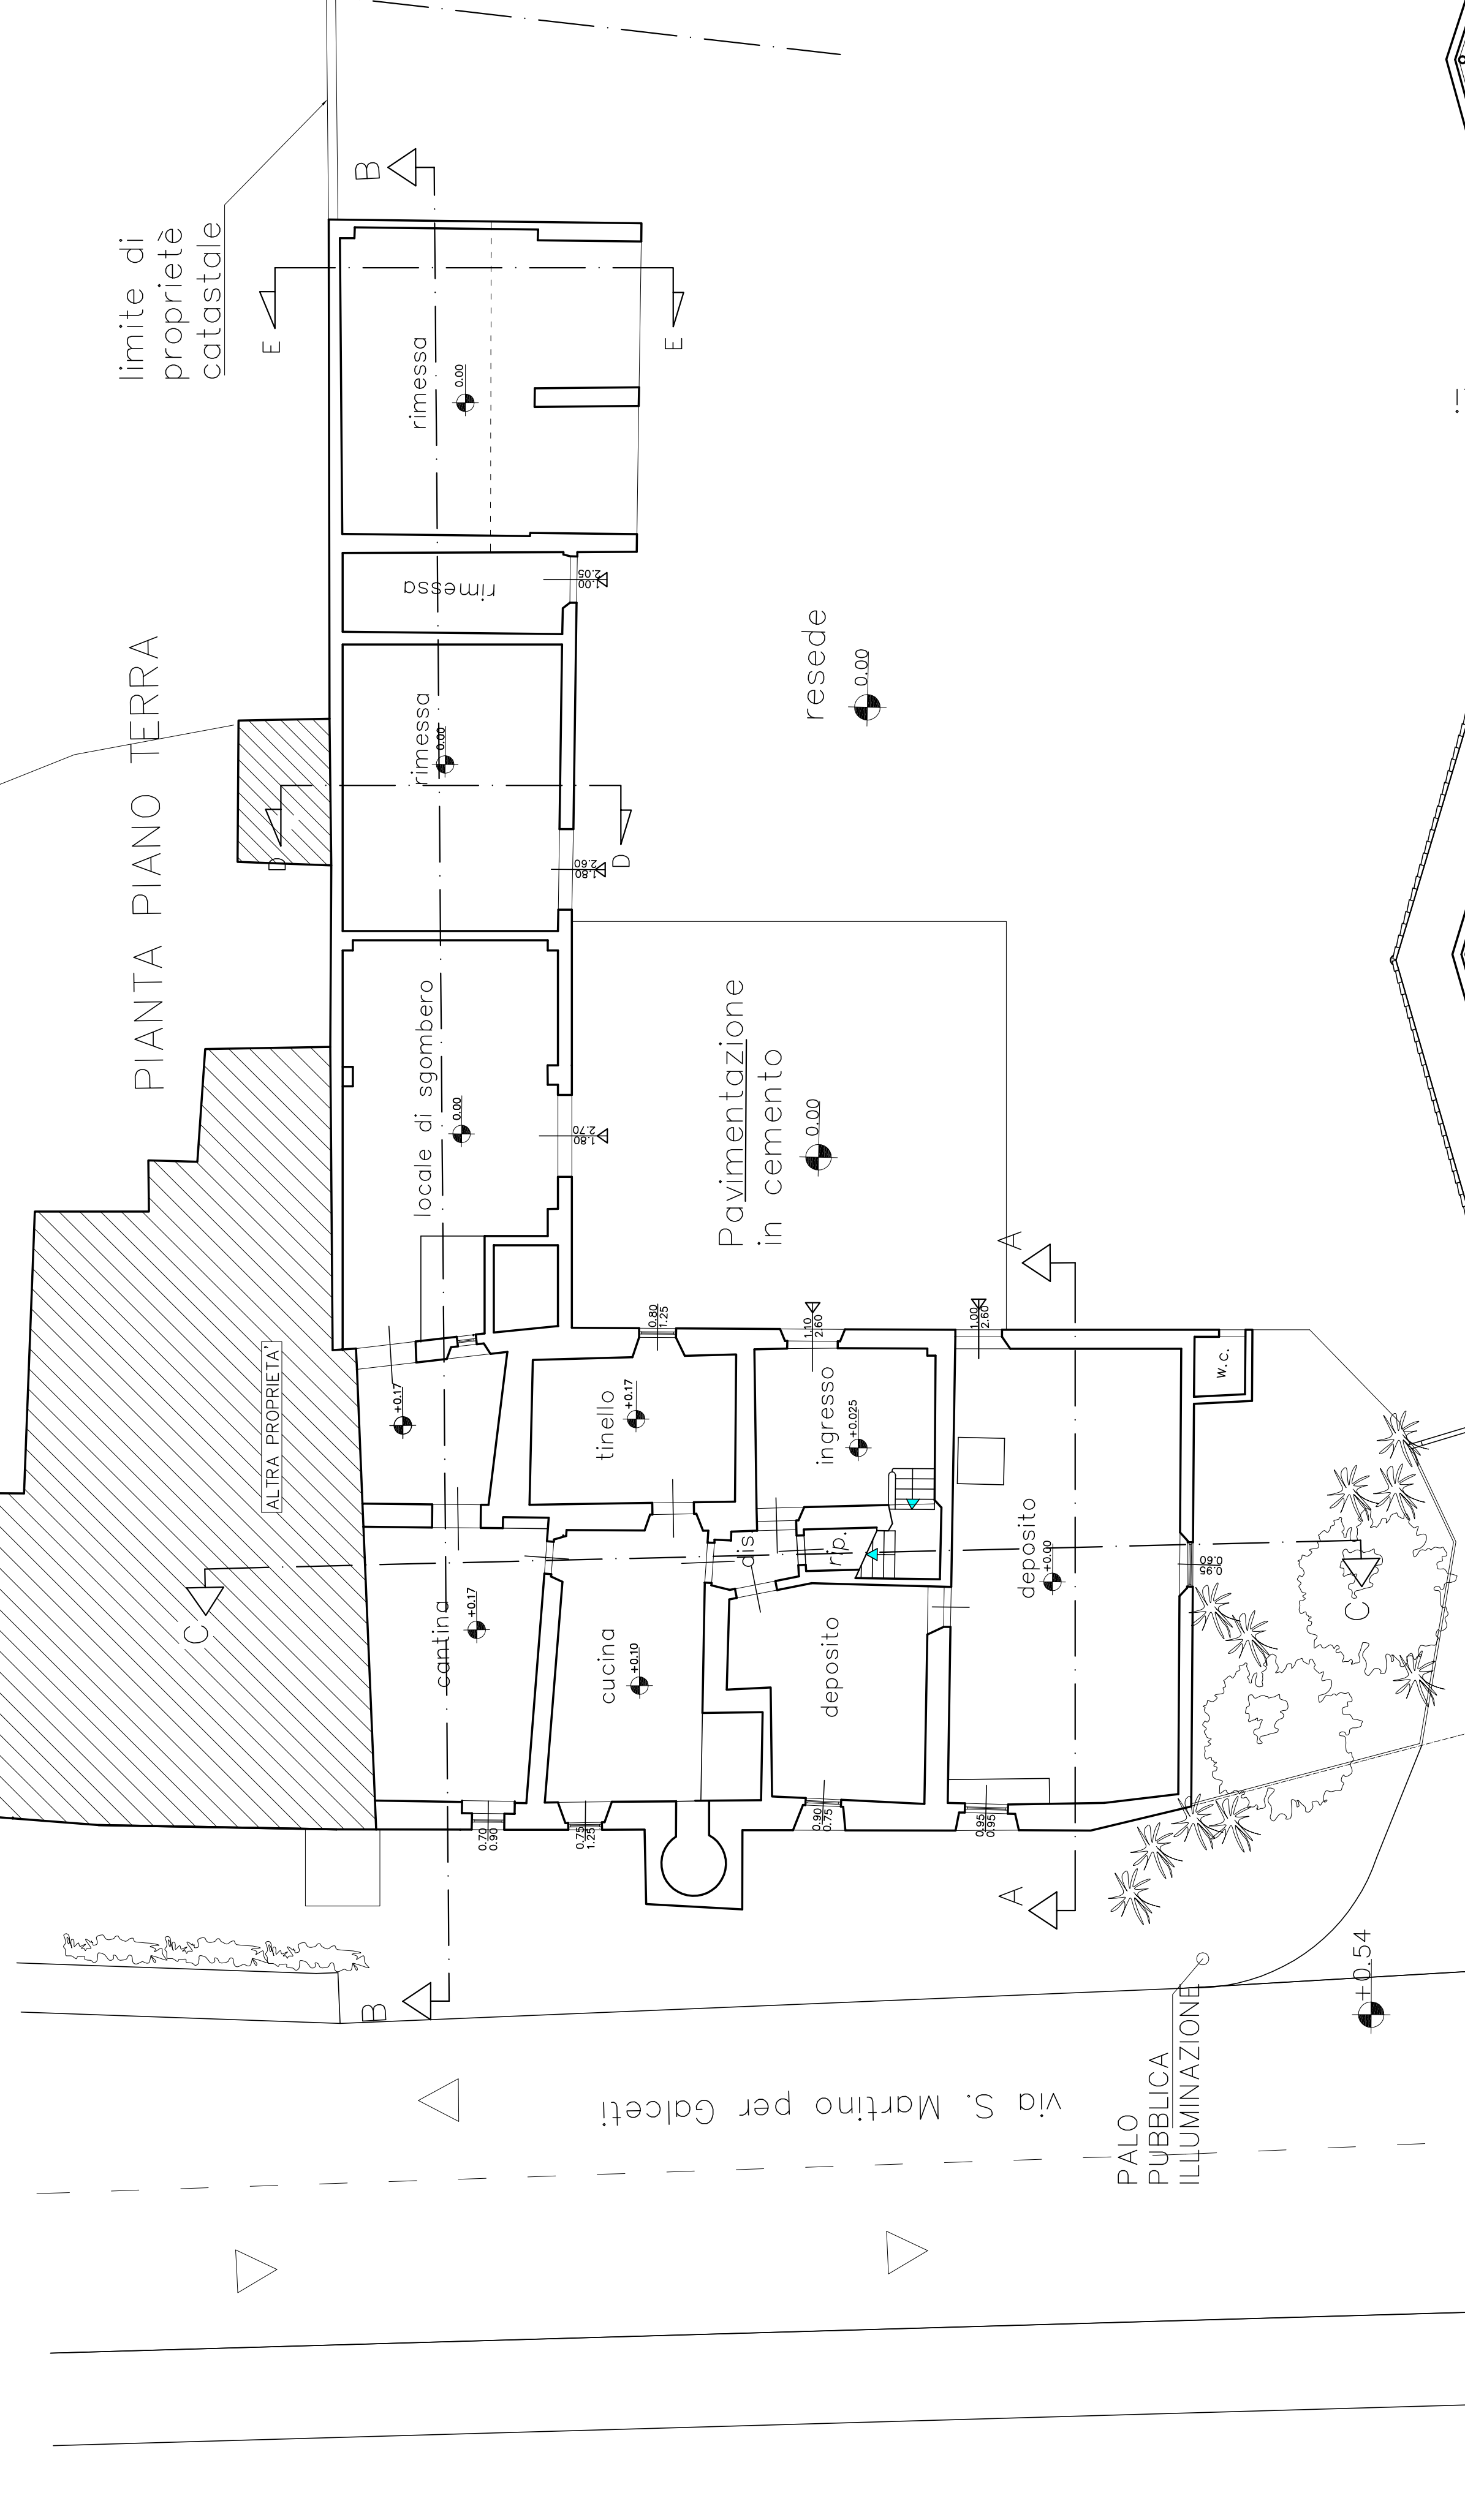 PIANTA PIANO TERRA
limite di
proprietè
catastale
ALTRA PROPRIETA'
B
E
E
rimessa
0.00
rimessa
1.00
2.05
rimessa
0.00
D
D
1.80
2.60
resede
0.00
locale di sgombero
0.00
1.80
2.70
Pavimentazione
in cemento
0.00
A
+0.17
tinello
+0.17
0.80
1.25
ingresso
+0.025
1.10
2.60
1.00
2.60
w.c.
C
cantina
+0.17
cucina
+0.10
dis.
rip.
deposito
deposito
+0.00
0.95
0.60
C
0.70
0.90
0.75
1.25
0.90
0.75
0.95
0.95
A
B
via S. Martino per Galceti
PALO
PUBBLICA
ILLUMINAZIONE
+0.54